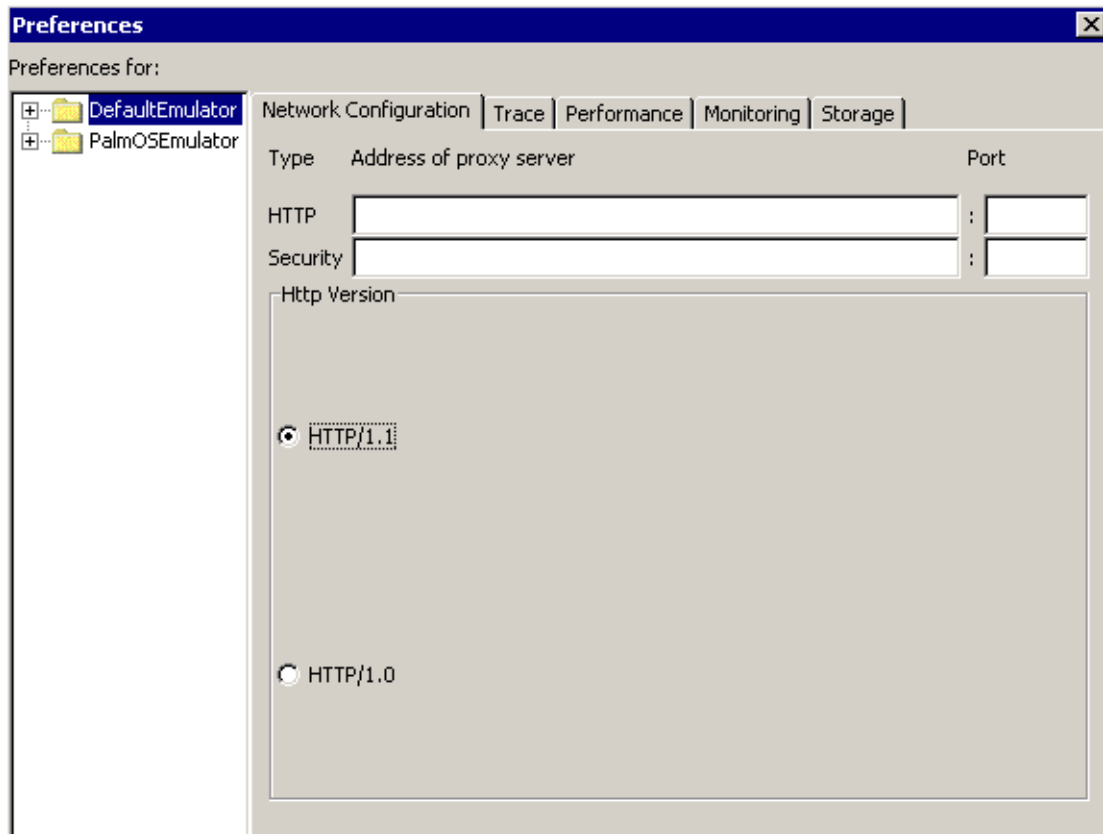 Preferences
Preferences for:
DefaultEmulator
PalmOSEmulator
Network Configuration Trace Performance Monitoring Storage
Type Address of proxy server Port
HTTP :
Security :
Http Version
HTTP/1.1
HTTP/1.0